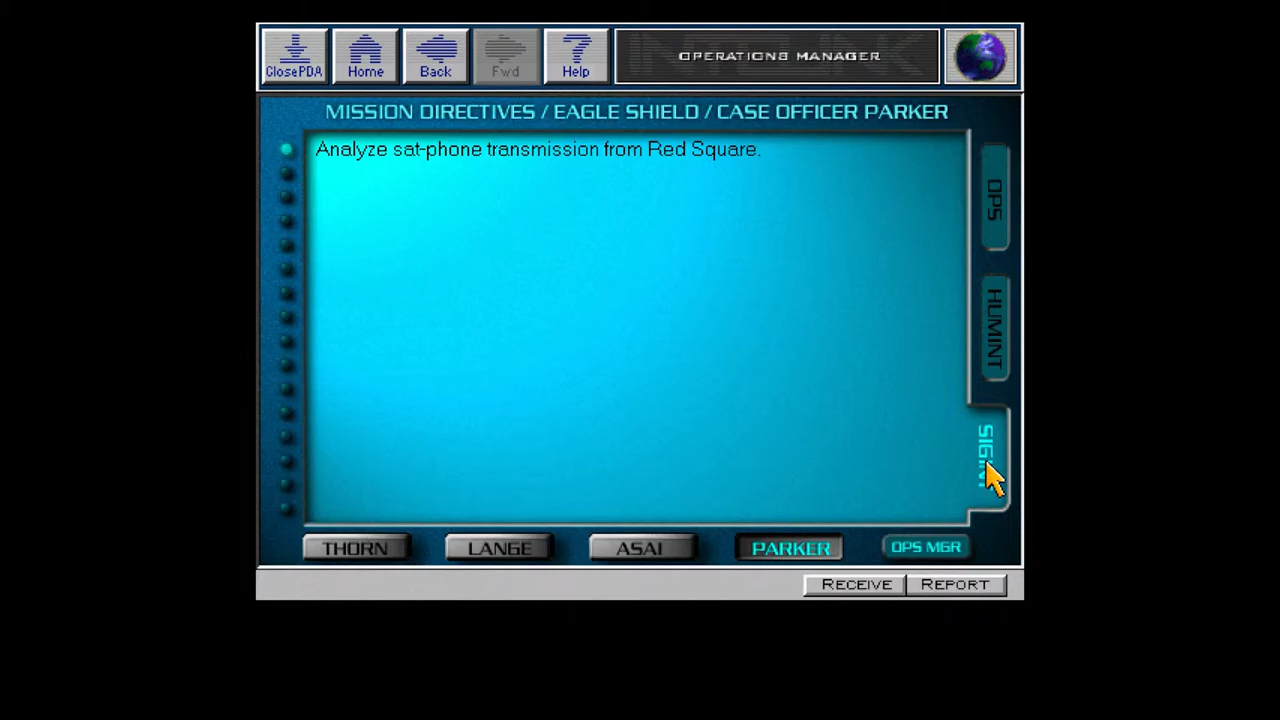 ClosePDA Home Back Fwd Help OPERATIONS MANAGER
MISSION DIRECTIVES / EAGLE SHIELD / CASE OFFICER PARKER
Analyze sat-phone transmission from Red Square.
OPS
HUMINT
SIGINT
THORN LANGE ASAI PARKER OPS MGR
RECEIVE REPORT